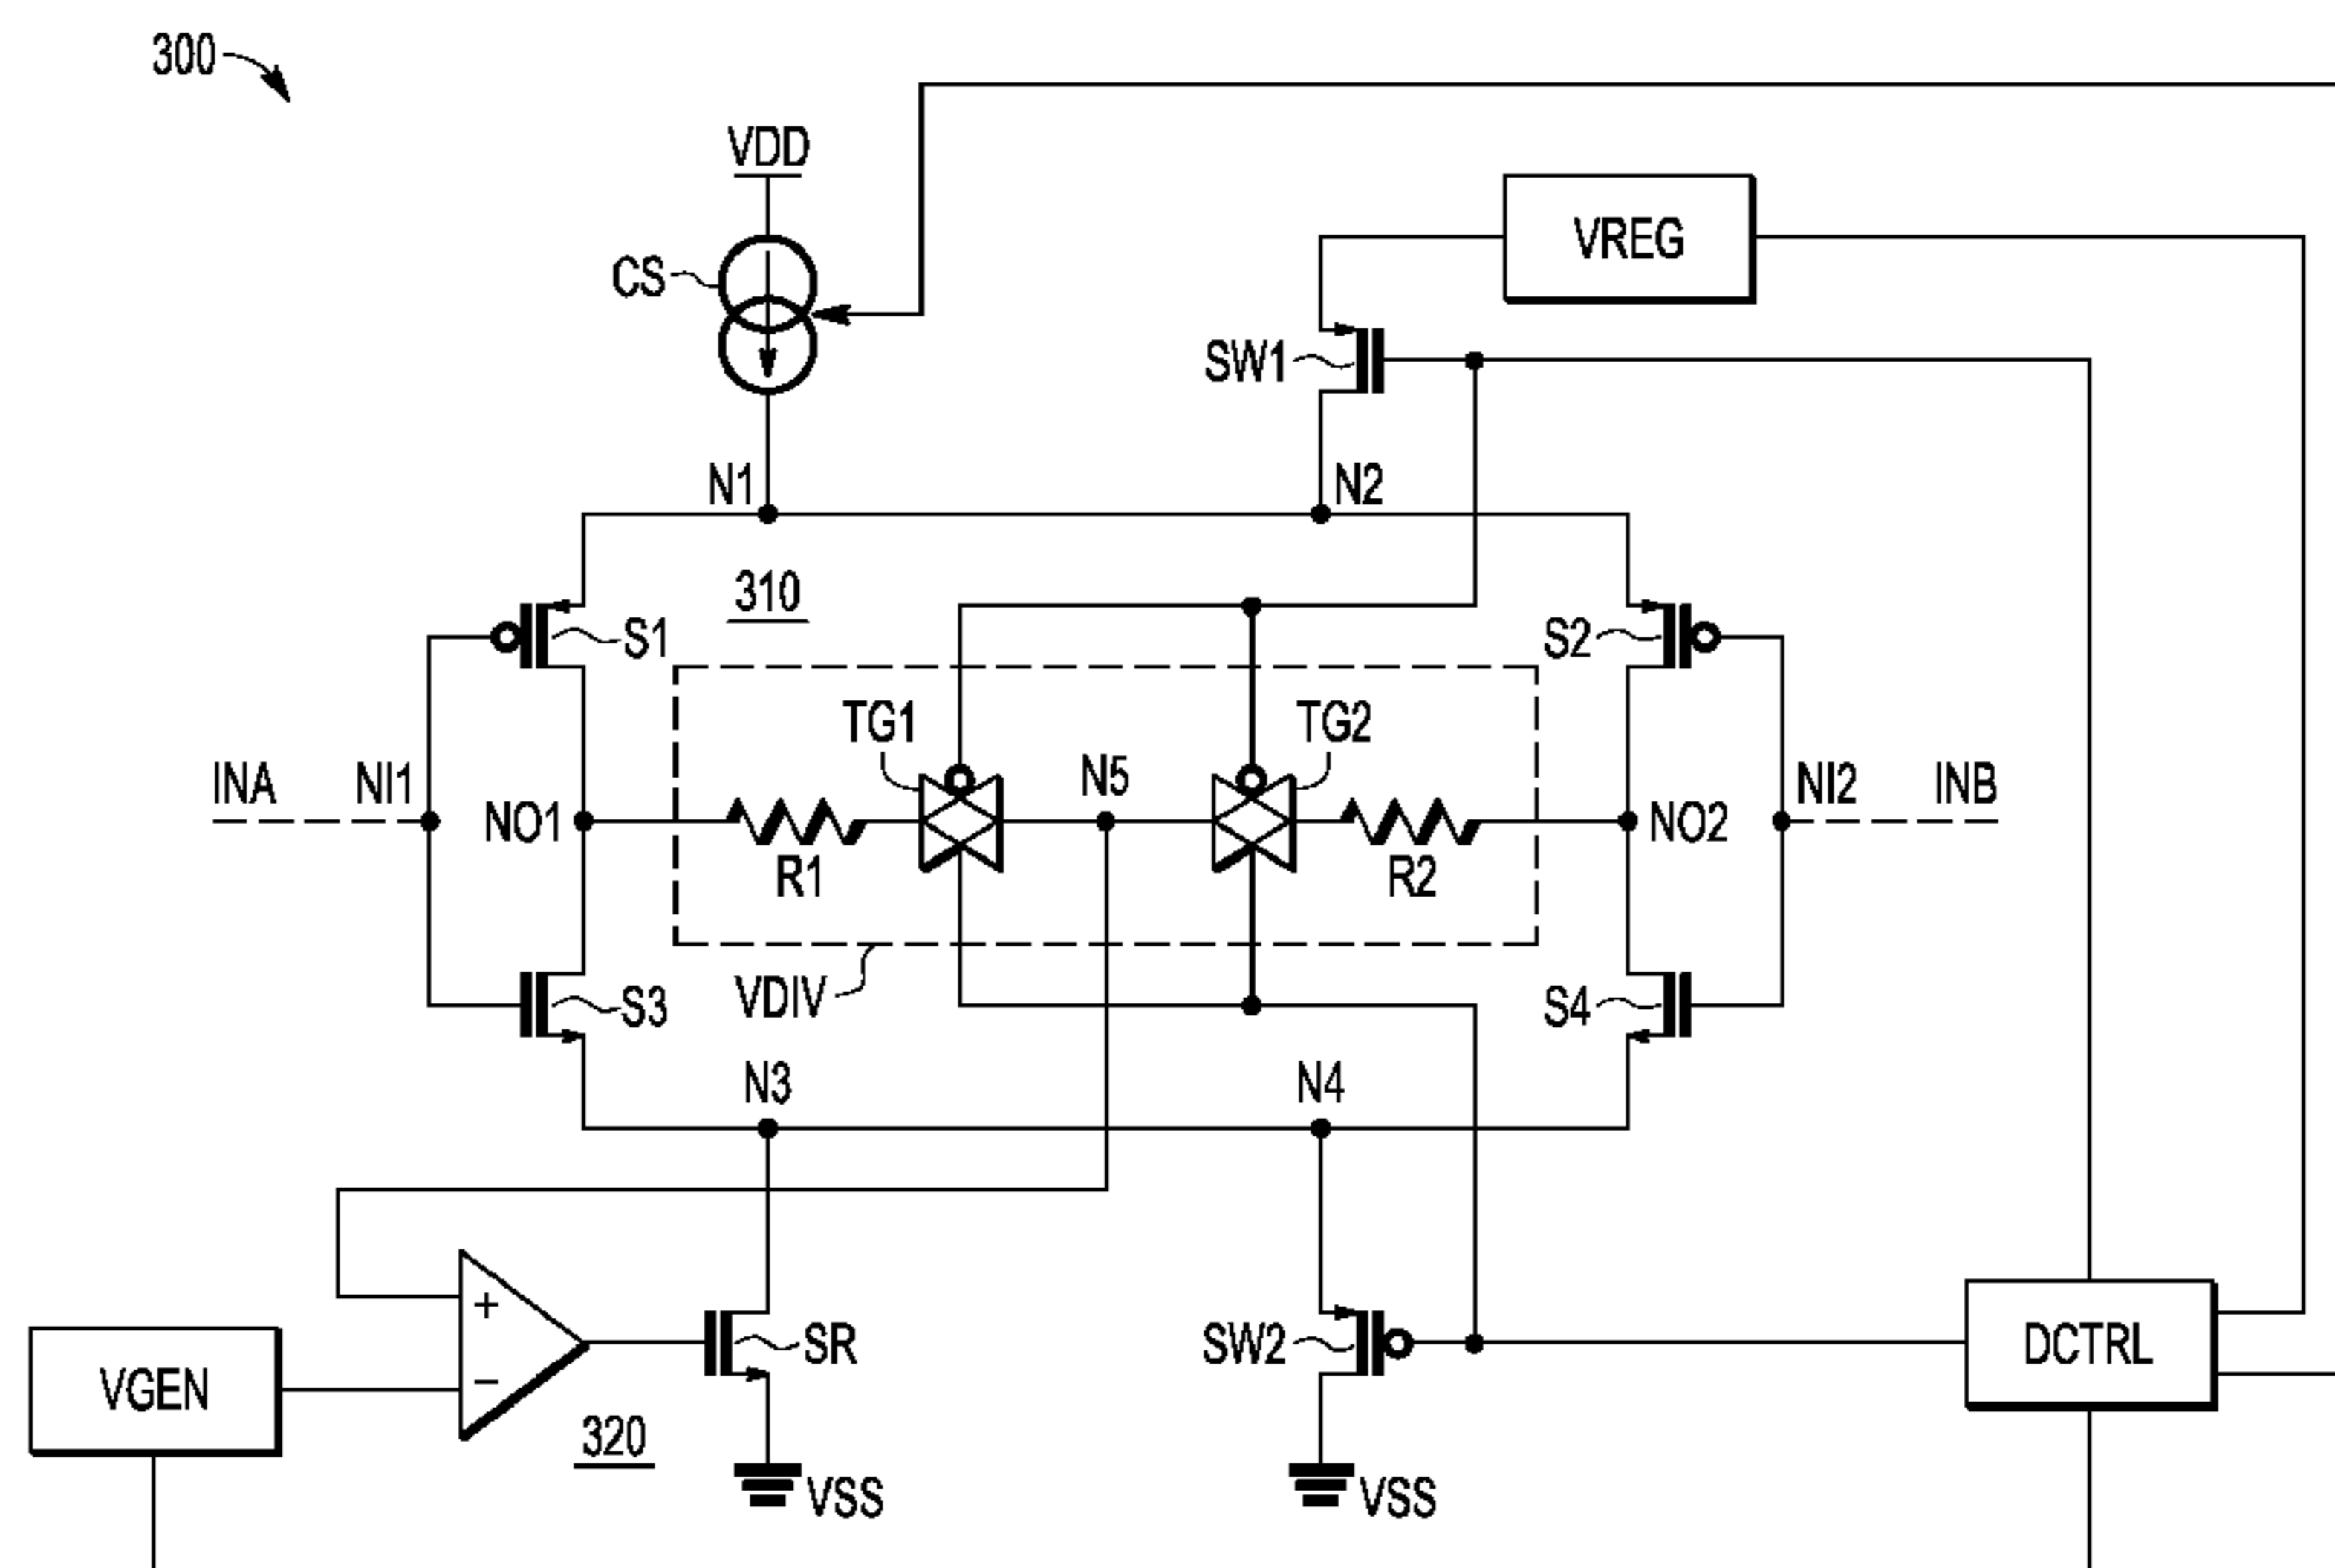 300
VDD
VREG
CS
SW1
N1
N2
310
S1
S2
TG1
TG2
INA
NI1
NO1
N5
NO2
NI2
INB
R1
R2
VDIV
S3
S4
N3
N4
+
SR
SW2
DCTRL
VGEN
−
320
VSS
VSS